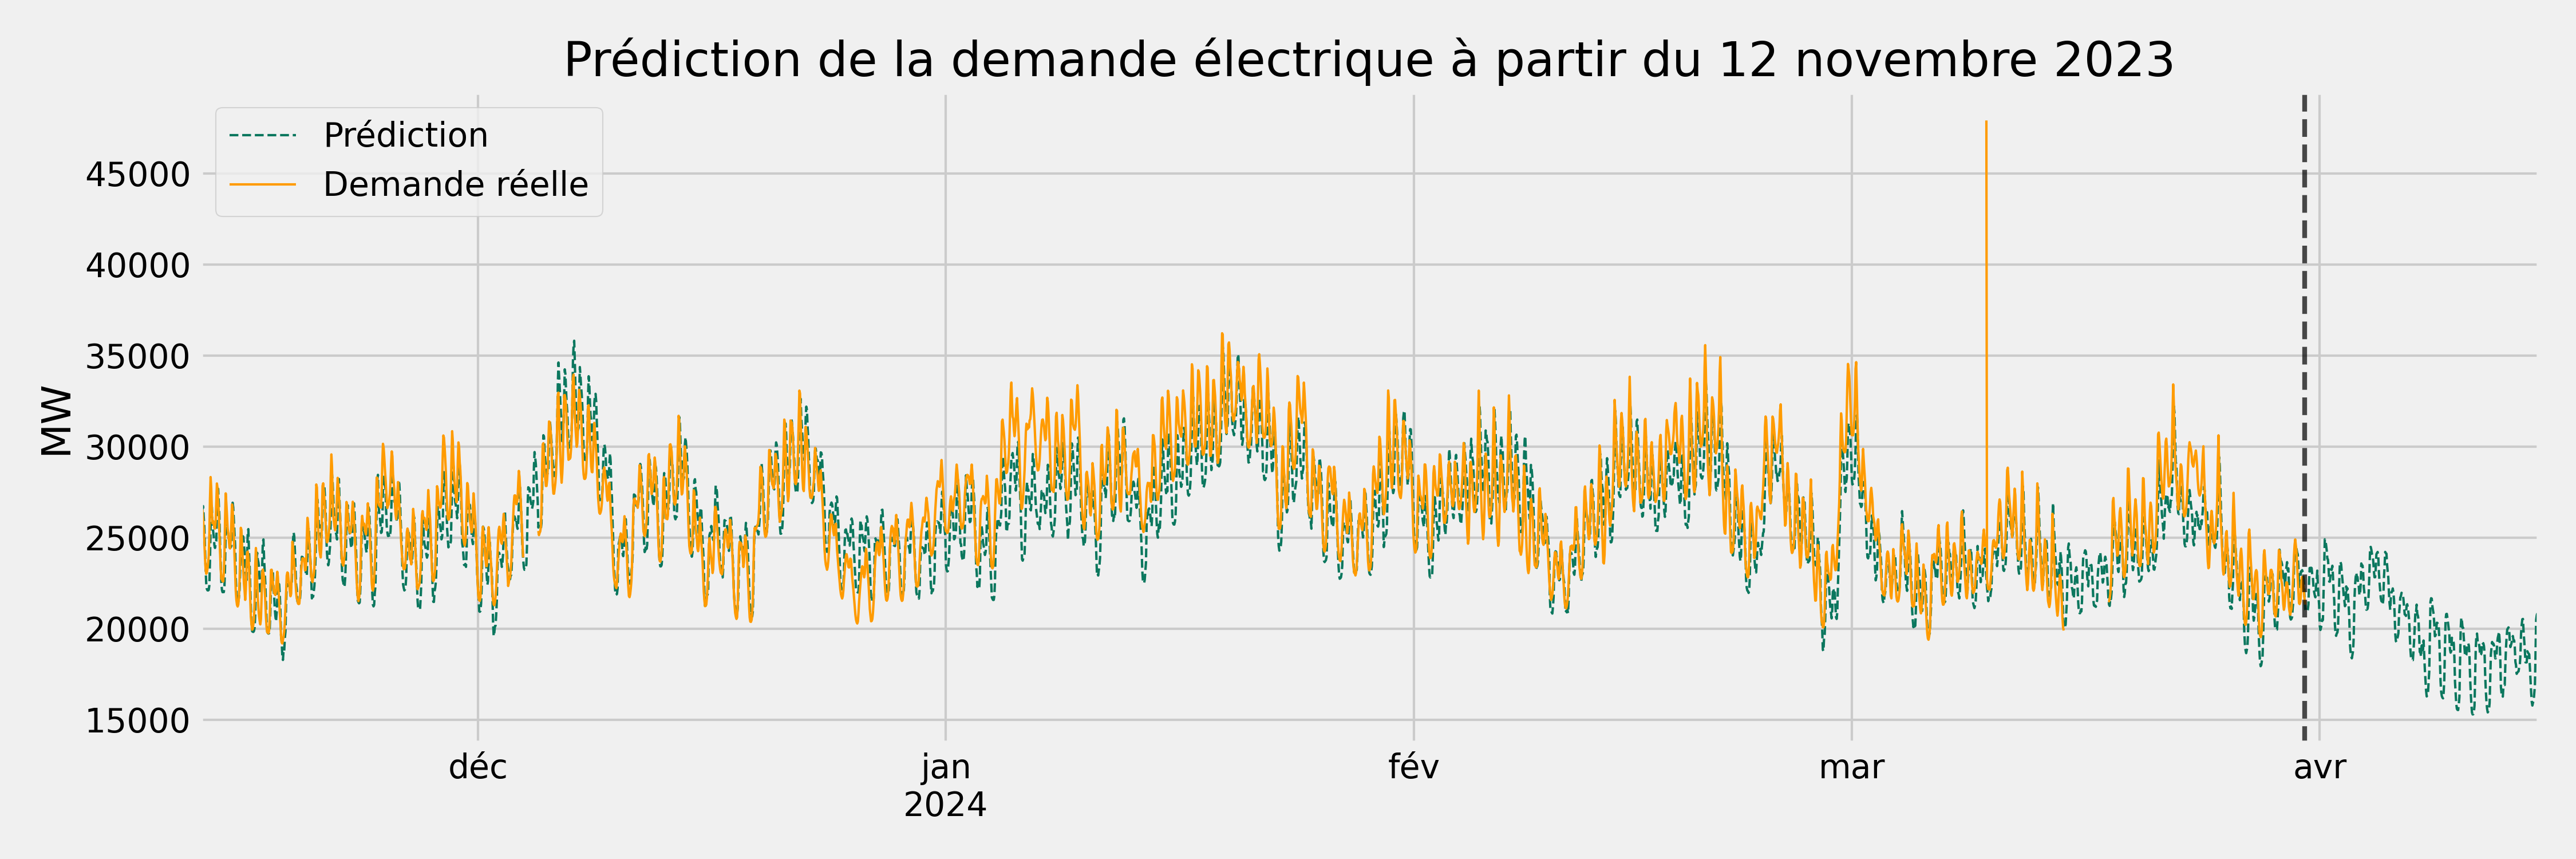 Prédiction de la demande électrique à partir du 12 novembre 2023
Prédiction
Demande réelle
MW
45000
40000
35000
30000
25000
20000
15000
déc
jan
2024
fév
mar
avr